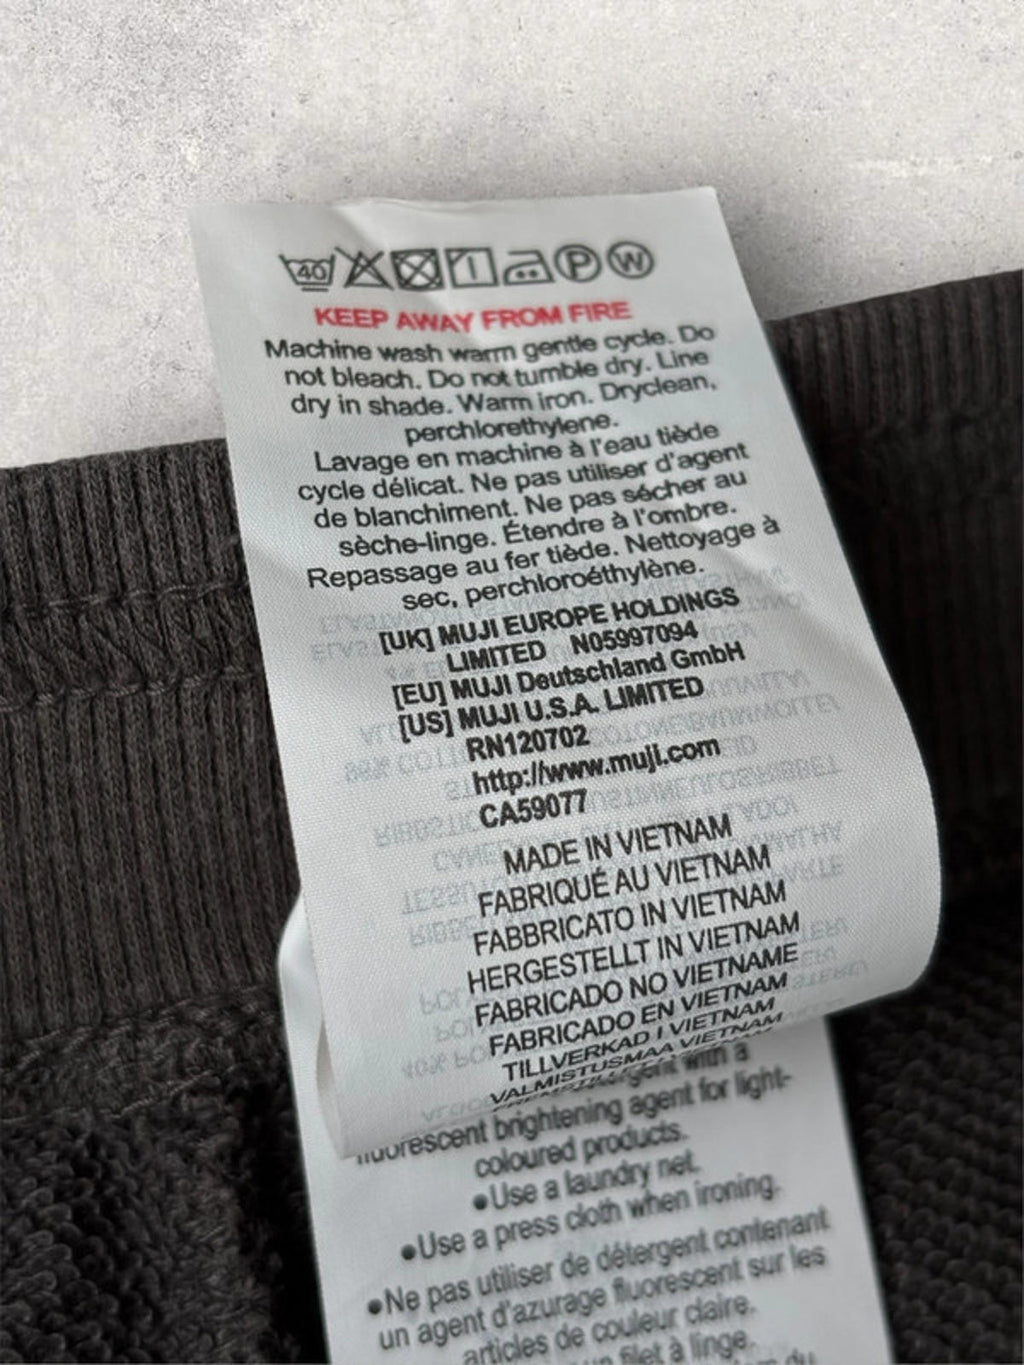 40 P W
KEEP AWAY FROM FIRE
Machine wash warm gentle cycle. Do
not bleach. Do not tumble dry. Line
dry in shade. Warm iron. Dryclean,
perchlorethylene.
Lavage en machine à l'eau tiède
cycle délicat. Ne pas utiliser d'agent
de blanchiment. Ne pas sécher au
sèche-linge. Étendre à l'ombre.
Repassage au fer tiède. Nettoyage à
sec, perchloroéthylène.
[UK] MUJI EUROPE HOLDINGS
LIMITED N05997094
[EU] MUJI Deutschland GmbH
[US] MUJI U.S.A. LIMITED
RN120702
http://www.muji.com
CA59077
MADE IN VIETNAM
FABRIQUÉ AU VIETNAM
FABBRICATO IN VIETNAM
HERGESTELLT IN VIETNAM
FABRICADO NO VIETNAME
FABRICADO EN VIETNAM
TILLVERKAD I VIETNAM
VALMISTUSMAA VIETNAM
with a
fluorescent brightening agent for light-
coloured products.
●Use a laundry net.
●Use a press cloth when ironing.
●Ne pas utiliser de détergent contenant
un agent d'azurage fluorescent sur les
articles de couleur claire.
un filet à linge.